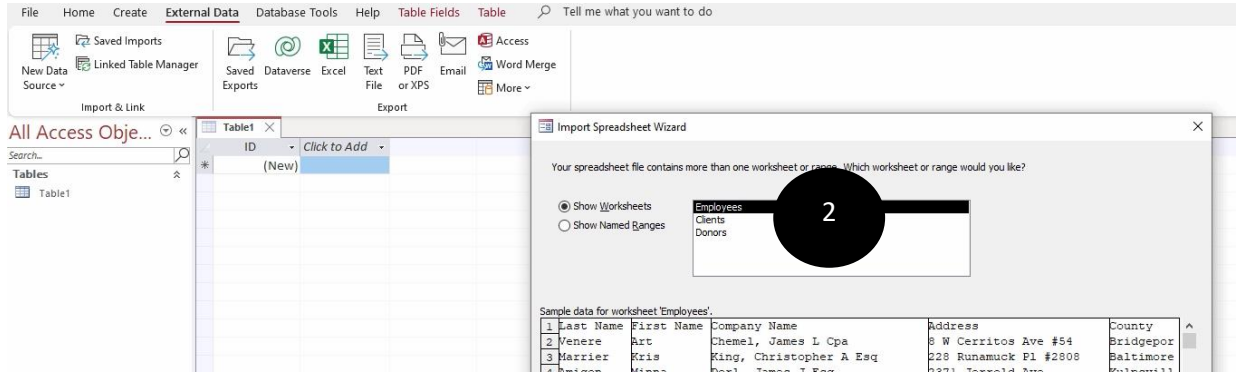 File Home Create External Data Database Tools Help Table Fields Table Tell me what you want to do
New Data Source
Saved Imports
Linked Table Manager
Import & Link
Saved Exports
Dataverse
Excel
Text File
PDF or XPS
Email
Access
Word Merge
More
Export
All Access Obje...
Search...
Tables
Table1
Table1
ID Click to Add
(New)
Import Spreadsheet Wizard
Your spreadsheet file contains more than one worksheet or range. Which worksheet or range would you like?
Show Worksheets
Show Named Ranges
Employees
Clients
Donors
2
Sample data for worksheet 'Employees'.
1 Last Name First Name Company Name Address County
2 Venere Art Chemel, James L Cpa 8 W Cerritos Ave #54 Bridgepor
3 Marrier Kris King, Christopher A Esq 228 Runamuck Pl #2808 Baltimore